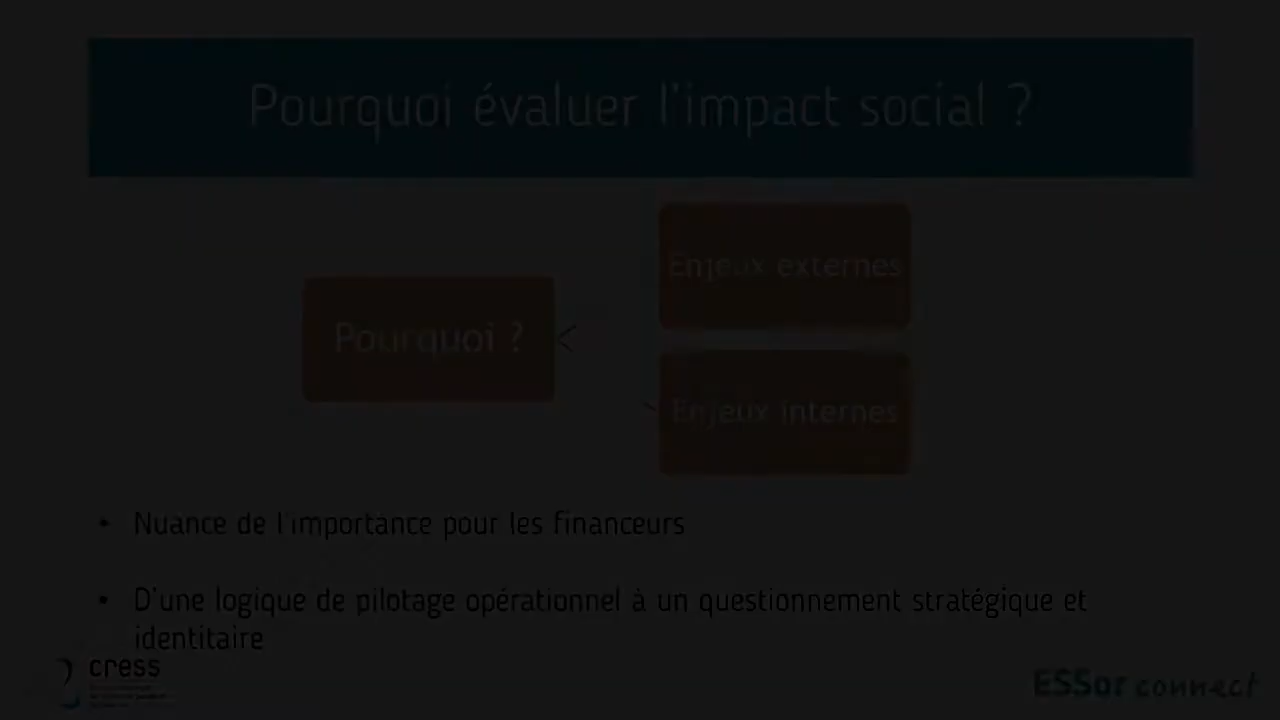 Pourquoi évaluer l'impact social ?
Enjeux externes
Pourquoi ?
Enjeux internes
• Nuance de l'importance pour les financeurs
• D'une logique de pilotage opérationnel à un questionnement stratégique et
identitaire
cress
ESSor connect